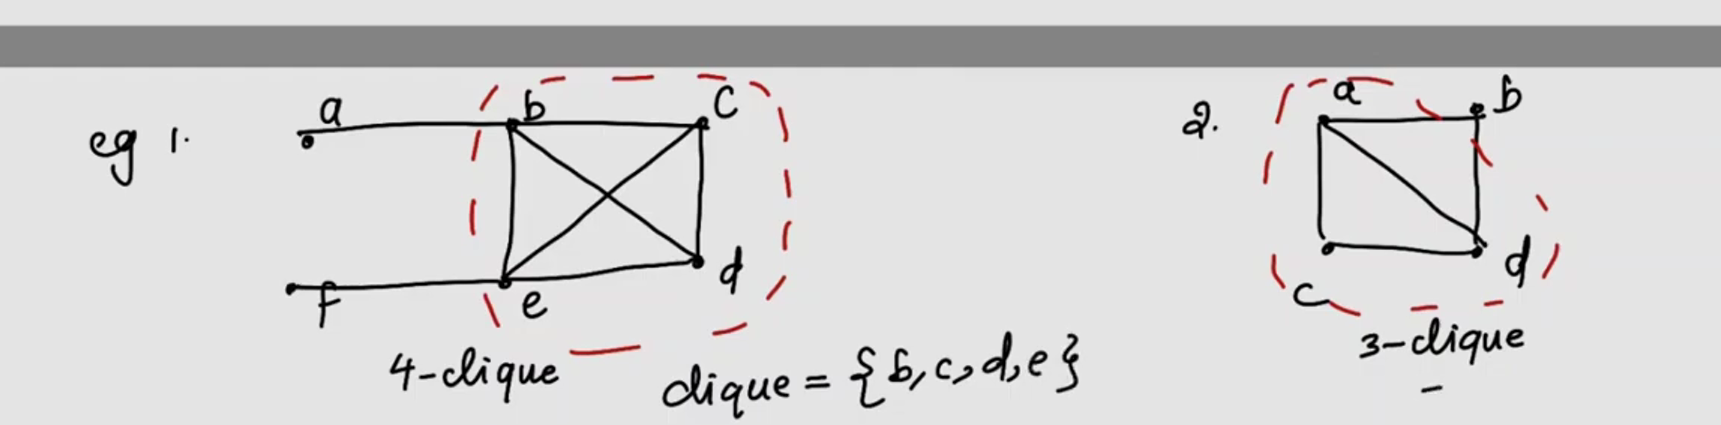 eg 1.
a
b
c
d
e
f
4-clique
clique = {b,c,d,e}
2.
a
b
c
d
3-clique